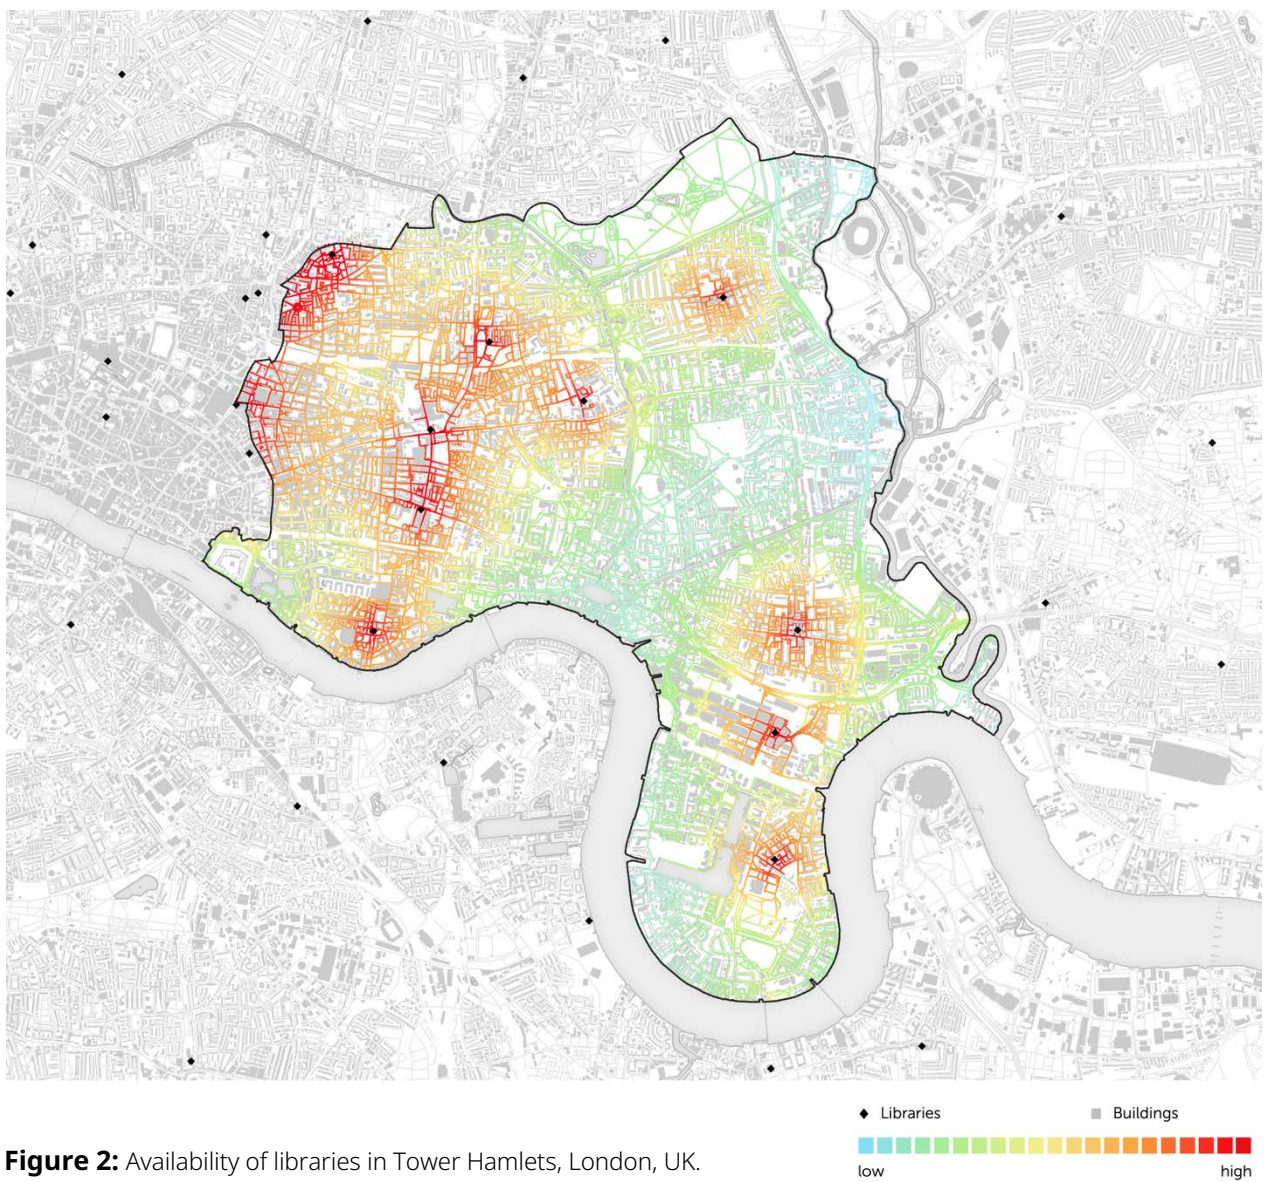 Libraries
Buildings
low
high
Figure 2: Availability of libraries in Tower Hamlets, London, UK.